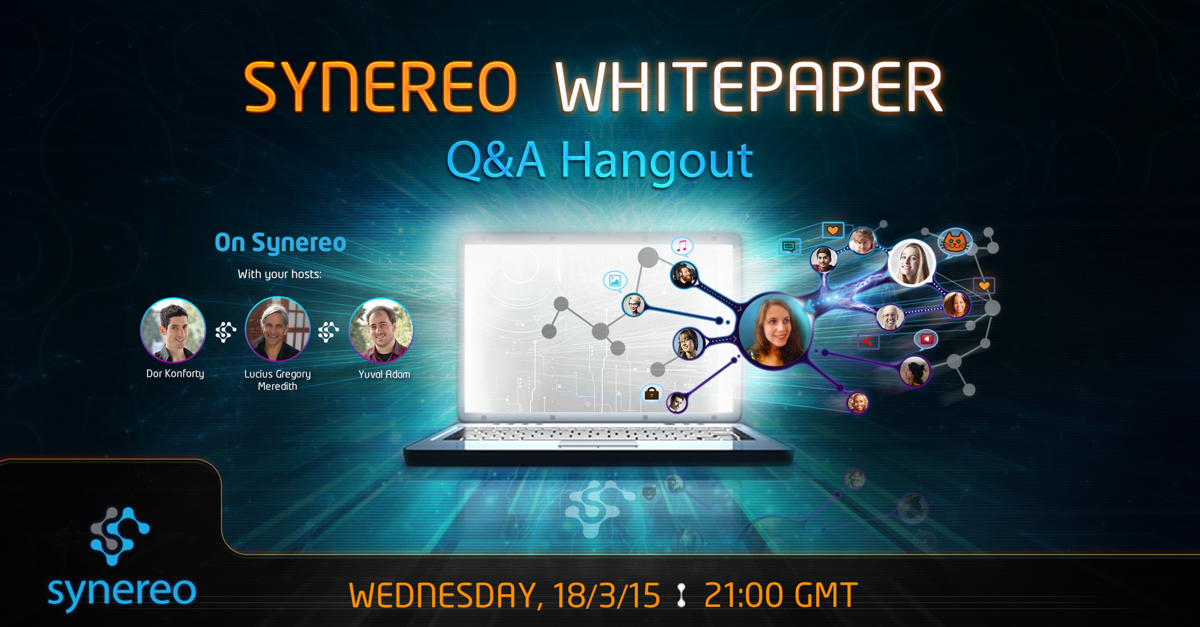 SYNEREO WHITEPAPER
Q&A Hangout
On Synereo
With your hosts:
Dor Konforty
Lucius Gregory
Meredith
Yuval Adam
synereo
WEDNESDAY, 18/3/15 21:00 GMT